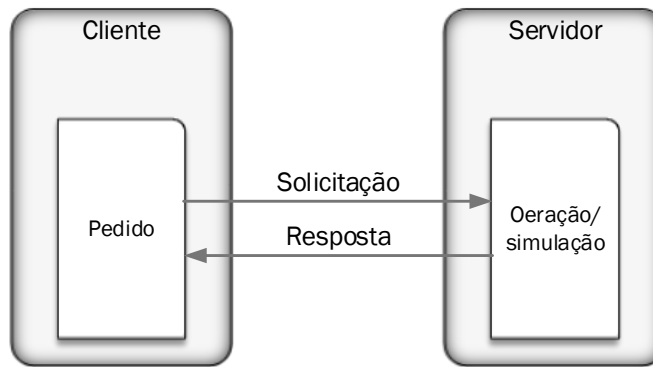 Cliente
Servidor
Solicitação
Pedido
Resposta
Oeração/
simulação